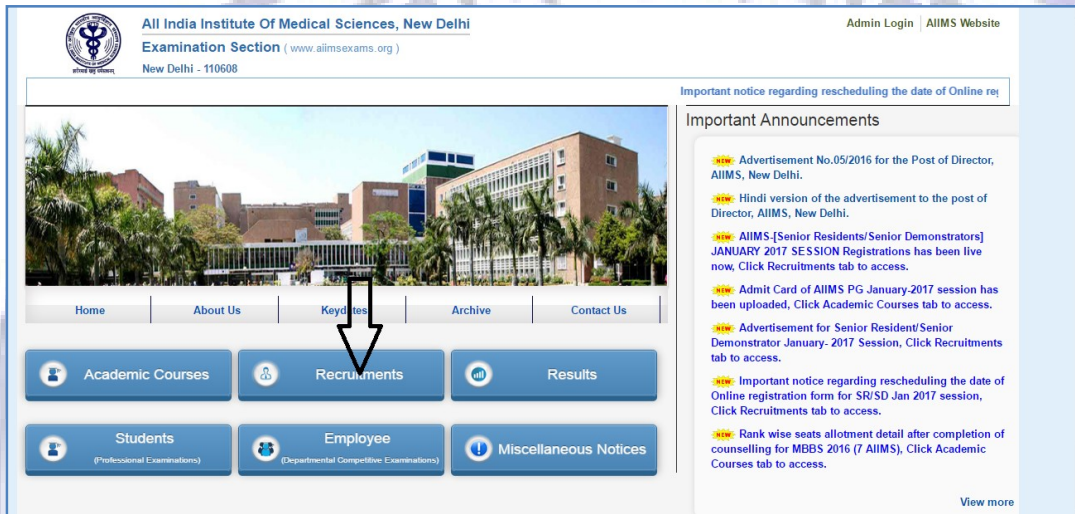 All India Institute Of Medical Sciences, New Delhi
Examination Section ( www.aiimsexams.org )
New Delhi - 110608
Admin Login
AIIMS Website
Important notice regarding rescheduling the date of Online
Important Announcements
NEW Advertisement No.05/2016 for the Post of Director,
AIIMS, New Delhi.
NEW Hindi version of the advertisement to the post of
Director, AIIMS, New Delhi.
NEW AIIMS-[Senior Residents/Senior Demonstrators]
JANUARY 2017 SESSION Registrations has been live
now, Click Recruitments tab to access.
NEW Admit Card of AIIMS PG January-2017 session has
been uploaded, Click Academic Courses tab to access.
NEW Advertisement for Senior Resident/Senior
Demonstrator January- 2017 Session, Click Recruitments
tab to access.
NEW Important notice regarding rescheduling the date of
Online registration form for SR/SD Jan 2017 session,
Click Recruitments tab to access.
NEW Rank wise seats allotment detail after completion of
counselling for MBBS 2016 (7 AIIMS), Click Academic
Courses tab to access.
View more
Home
About Us
Keydates
Archive
Contact Us
Academic Courses
Recruitments
Results
Students
(Professional Examinations)
Employee
(Departmental Competitive Examinations)
Miscellaneous Notices